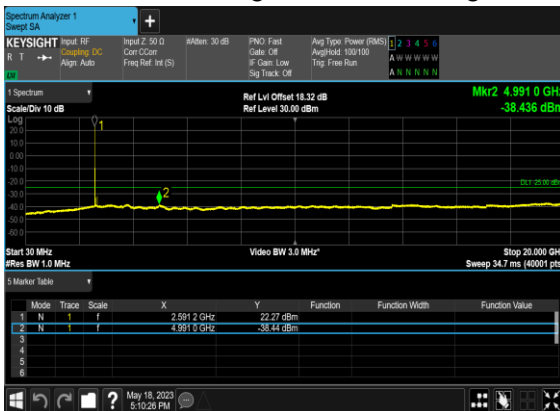 Spectrum Analyzer 1
Swept SA
KEYSIGHT Input: RF Input Z: 50 Ω #Atten: 30 dB PNO: Fast Avg Type: Power (RMS) 1 2 3 4 5 6
R T Coupling: DC Corr CCorr Gate: Off Avg|Hold: 100/100 A W W W W W
Align: Auto Freq Ref: Int (S) IF Gain: Low Trig: Free Run
LV Sig Track: Off A N N N N N
1 Spectrum Ref Lvl Offset 18.32 dB Mkr2 4.991 0 GHz
Scale/Div 10 dB Ref Level 30.00 dBm -38.436 dBm
Log
20.0
10.0
0.00
-10.0
-20.0
-30.0
-40.0
-50.0
-60.0
1
2
DL1 -25.00 dBm
Start 30 MHz Video BW 3.0 MHz* Stop 20.000 GHz
#Res BW 1.0 MHz Sweep 34.7 ms (40001 pts)
5 Marker Table
Mode Trace Scale X Y Function Function Width Function Value
1 N 1 f 2.591 2 GHz 22.27 dBm
2 N 1 f 4.991 0 GHz -38.44 dBm
3
4
5
6
May 18, 2023
5:10:26 PM